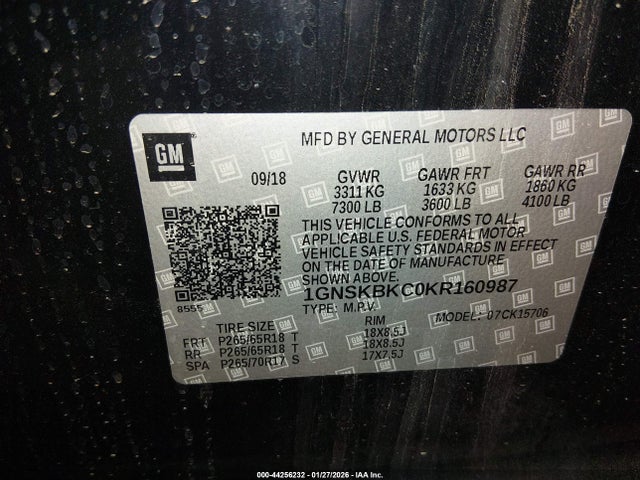 GM
MFD BY GENERAL MOTORS LLC
09/18 GVWR GAWR FRT GAWR RR
3311 KG 1633 KG 1860 KG
7300 LB 3600 LB 4100 LB
THIS VEHICLE CONFORMS TO ALL
APPLICABLE U.S. FEDERAL MOTOR
VEHICLE SAFETY STANDARDS IN EFFECT
ON THE DATE OF MANUFACTURE
SHOWN ABOVE.
1GNSKBKC0KR160987
8555 TYPE: M.P.V. MODEL: 07CK15706
TIRE SIZE RIM
FRT P265/65R18 T 18X8.5J
RR P265/65R18 T 18X8.5J
SPA P265/70R17 S 17X7.5J
000-44256232 - 01/27/2026 - IAA Inc.